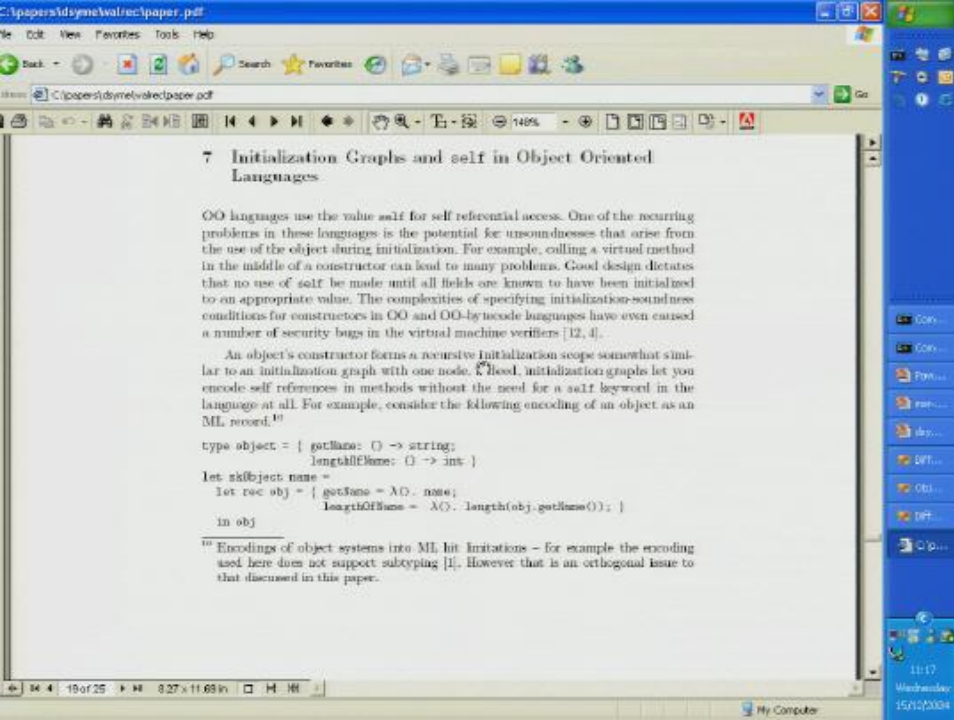 C:\papers\dsyme\valrec\paper.pdf
Edit View Favorites Tools Help
Back Search Favorites
C:\papers\dsyme\valrec\paper.pdf Go
148%
7 Initialization Graphs and self in Object Oriented
Languages
OO languages use the value self for self referential access. One of the recurring
problems in these languages is the potential for unsoundnesses that arise from
the use of the object during initialization. For example, calling a virtual method
in the middle of a constructor can lead to many problems. Good design dictates
that no use of self be made until all fields are known to have been initialized
to an appropriate value. The complexities of specifying initialization-soundness
conditions for constructors in OO and OO-bytecode languages have even caused
a number of security bugs in the virtual machine verifiers [12, 4].
An object's constructor forms a recursive initialization scope somewhat simi-
lar to an initialization graph with one node. Indeed, initialization graphs let you
encode self references in methods without the need for a self keyword in the
language at all. For example, consider the following encoding of an object as an
ML record.10
type object = { getName: () -> string;
lengthOfName: () -> int }
let mkObject name =
let rec obj = { getName = λ(). name;
lengthOfName = λ(). length(obj.getName()); }
in obj
10 Encodings of object systems into ML hit limitations – for example the encoding
used here does not support subtyping [1]. However that is an orthogonal issue to
that discussed in this paper.
19 of 25 8.27 x 11.69 in
My Computer
Com...
Com...
Pow...
dsy...
Diff...
Obj...
Diff...
C:\p...
11:17
Wednesday
15/12/2004